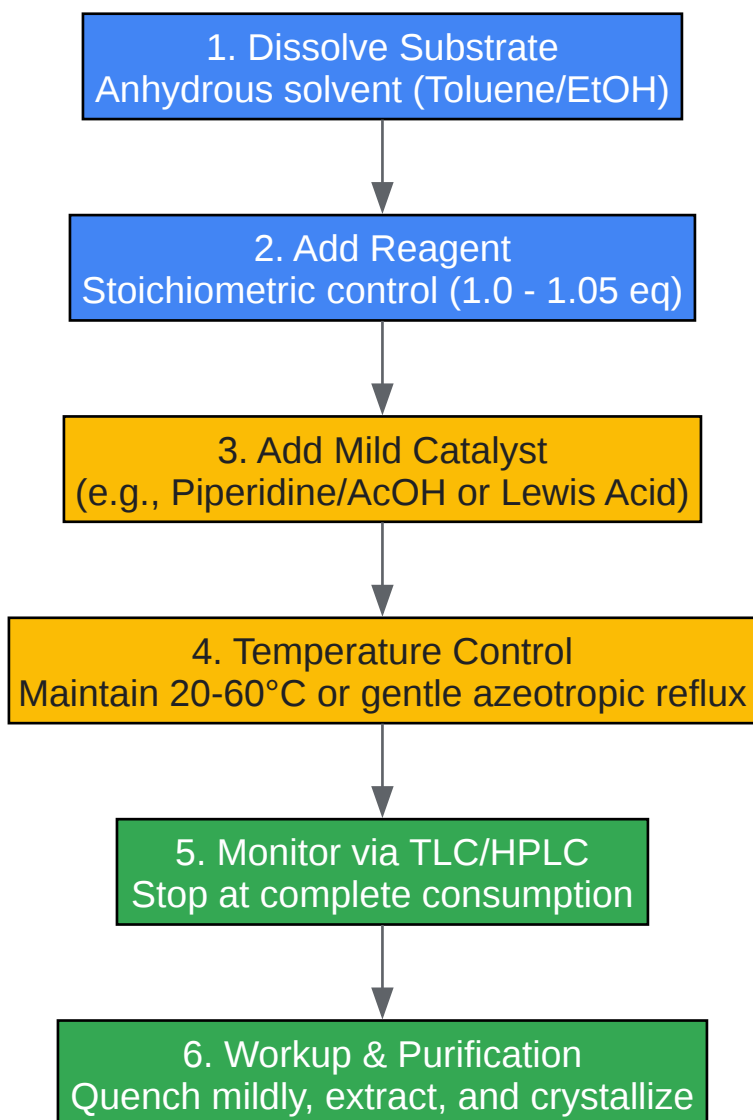 1. Dissolve Substrate
Anhydrous solvent (Toluene/EtOH)
2. Add Reagent
Stoichiometric control (1.0 - 1.05 eq)
3. Add Mild Catalyst
(e.g., Piperidine/AcOH or Lewis Acid)
4. Temperature Control
Maintain 20-60°C or gentle azeotropic reflux
5. Monitor via TLC/HPLC
Stop at complete consumption
6. Workup & Purification
Quench mildly, extract, and crystallize